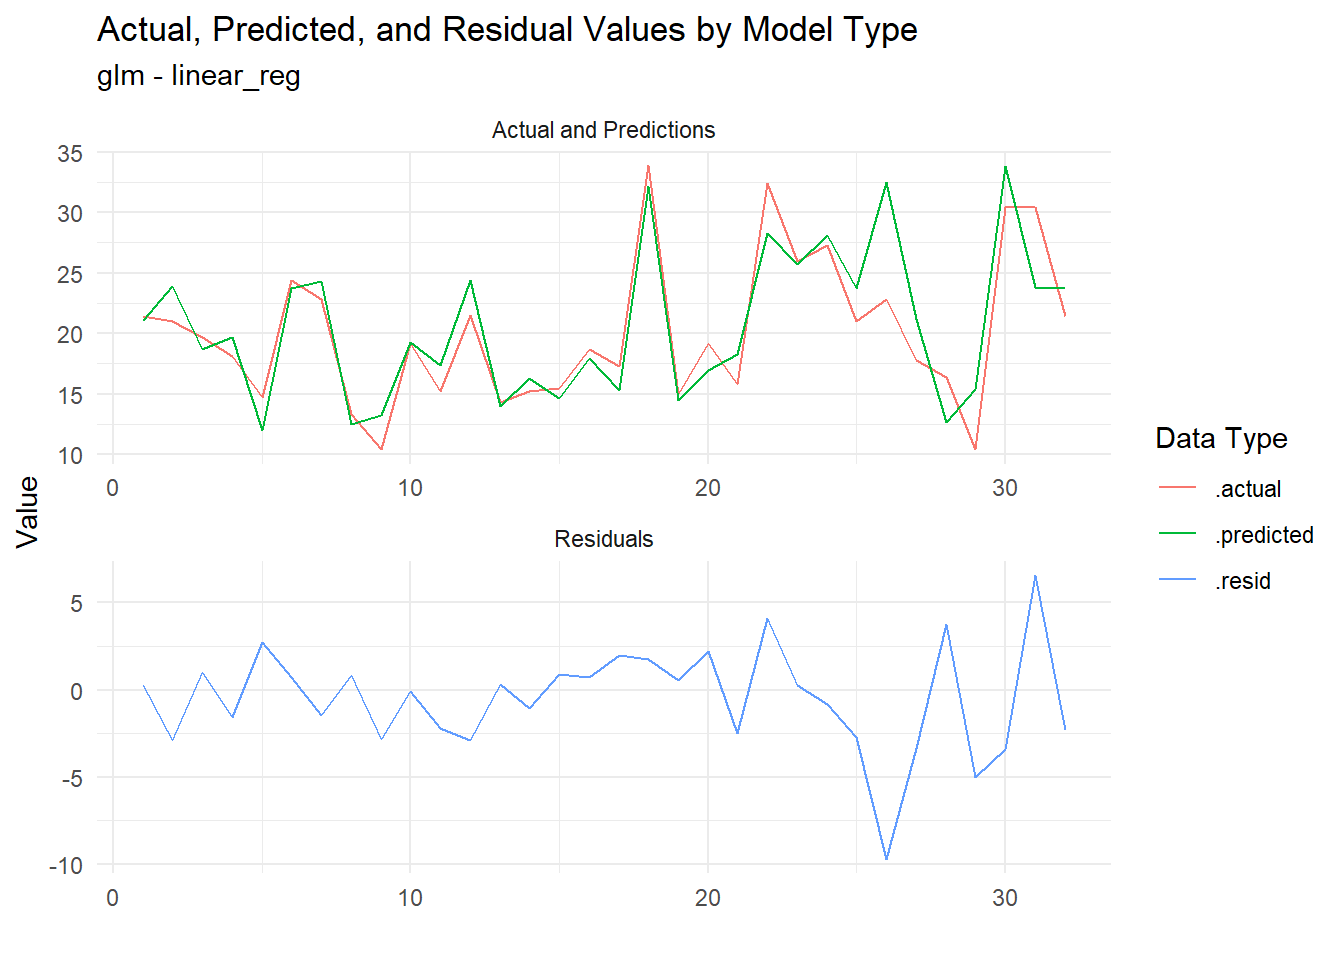 Actual, Predicted, and Residual Values by Model Type
glm - linear_reg
Actual and Predictions
35
30
25
20
15
10
0 10 20 30
Value
Residuals
5
0
-5
-10
0 10 20 30
Data Type
.actual
.predicted
.resid